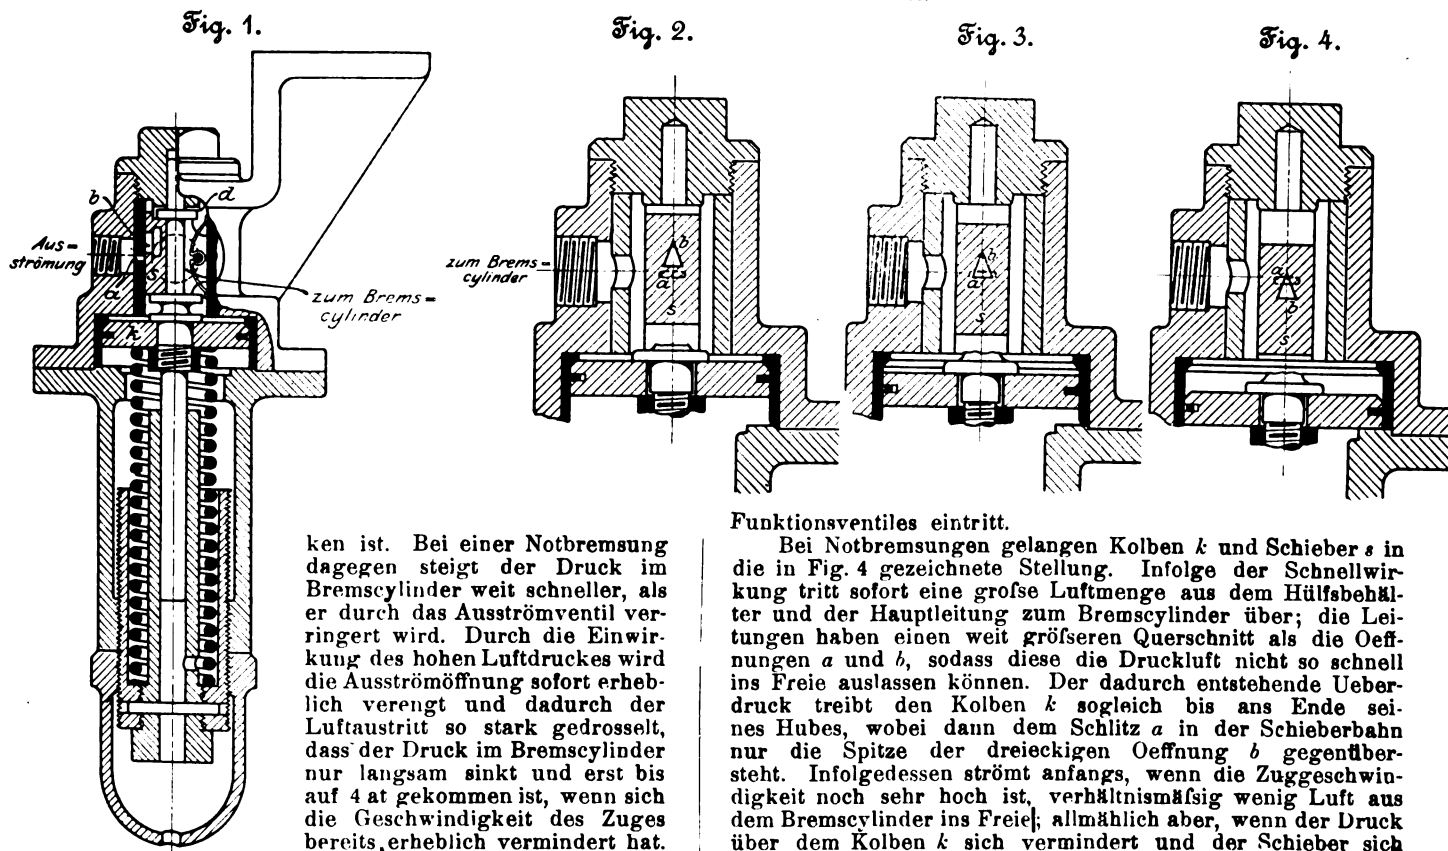 Fig. 1.
Fig. 2.
Fig. 3.
Fig. 4.
b
d
Aus=
strömung
a
s
zum Brems=
cylinder
k
zum Brems=
cylinder
b
a
s
b
a
s
a
b
s
ken ist. Bei einer Notbremsung
dagegen steigt der Druck im
Bremscylinder weit schneller, als
er durch das Ausströmventil ver-
ringert wird. Durch die Einwir-
kung des hohen Luftdruckes wird
die Ausströmöffnung sofort erheb-
lich verengt und dadurch der
Luftaustritt so stark gedrosselt,
dass der Druck im Bremscylinder
nur langsam sinkt und erst bis
auf 4 at gekommen ist, wenn sich
die Geschwindigkeit des Zuges
bereits erheblich vermindert hat.
Funktionsventiles eintritt.
Bei Notbremsungen gelangen Kolben k und Schieber s in
die in Fig. 4 gezeichnete Stellung. Infolge der Schnellwir-
kung tritt sofort eine grofse Luftmenge aus dem Hülfsbehäl-
ter und der Hauptleitung zum Bremscylinder über; die Lei-
tungen haben einen weit gröfseren Querschnitt als die Oeff-
nungen a und b, sodass diese die Druckluft nicht so schnell
ins Freie auslassen können. Der dadurch entstehende Ueber-
druck treibt den Kolben k sogleich bis ans Ende sei-
nes Hubes, wobei dann dem Schlitz a in der Schieberbahn
nur die Spitze der dreieckigen Oeffnung b gegenüber-
steht. Infolgedessen strömt anfangs, wenn die Zuggeschwin-
digkeit noch sehr hoch ist, verhältnismäfsig wenig Luft aus
dem Bremscylinder ins Freie; allmählich aber, wenn der Druck
über dem Kolben k sich vermindert und der Schieber sich